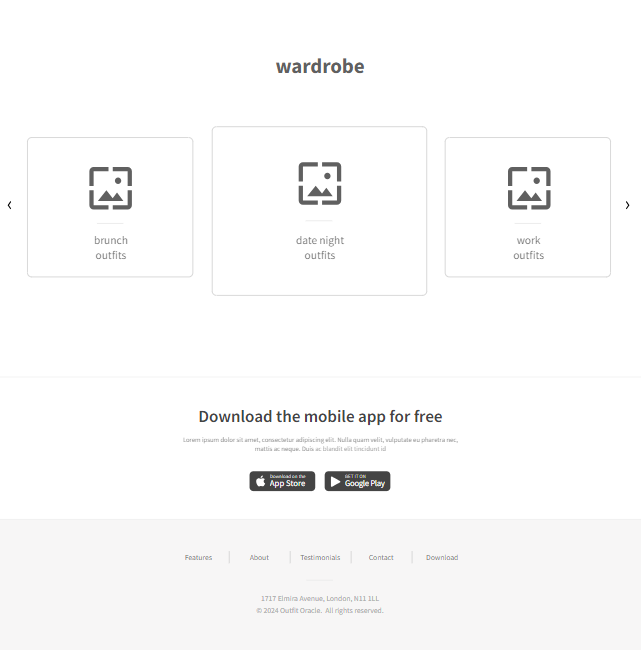 wardrobe
brunch
outfits
date night
outfits
work
outfits
Download the mobile app for free
Lorem ipsum dolor sit amet, consectetur adipiscing elit. Nulla quam velit, vulputate eu pharetra nec,
mattis ac neque. Duis ac blandit elit tincidunt id
Download on the
App Store
GET IT ON
Google Play
Features
About
Testimonials
Contact
Download
1717 Elmira Avenue, London, N11 1LL
© 2024 Outfit Oracle. All rights reserved.